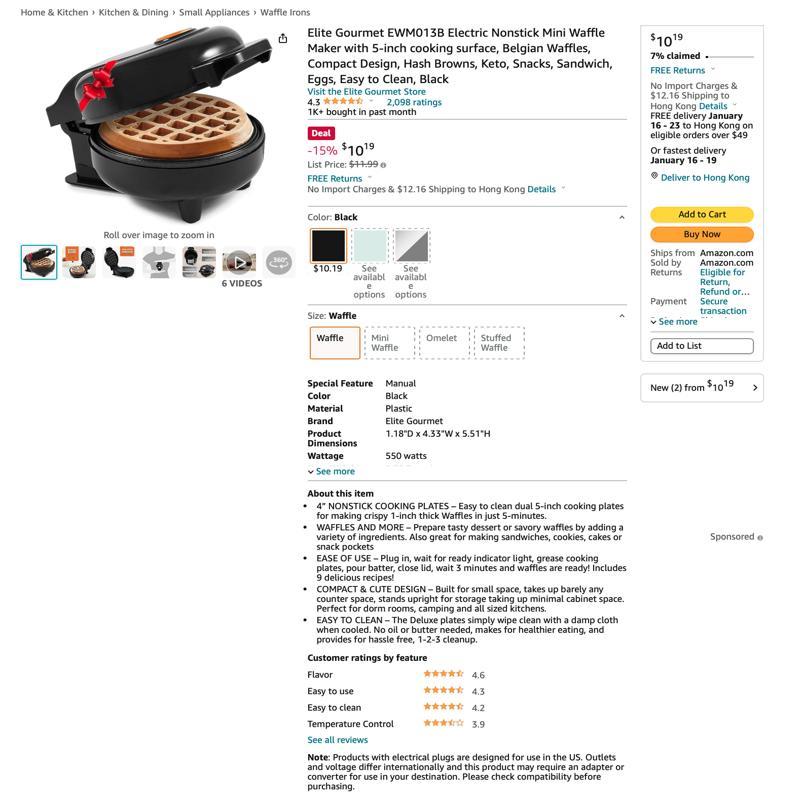 Home & Kitchen › Kitchen & Dining › Small Appliances › Waffle Irons
Elite Gourmet EWM013B Electric Nonstick Mini Waffle
Maker with 5-inch cooking surface, Belgian Waffles,
Compact Design, Hash Browns, Keto, Snacks, Sandwich,
Eggs, Easy to Clean, Black
Visit the Elite Gourmet Store
4.3 2,098 ratings
1K+ bought in past month
Deal
-15% $10 19
List Price: $11.99
FREE Returns
No Import Charges & $12.16 Shipping to Hong Kong Details
Roll over image to zoom in
360°
6 VIDEOS
Color: Black
$10.19
See
availabl
e
options
See
availabl
e
options
Size: Waffle
Waffle
Mini
Waffle
Omelet
Stuffed
Waffle
Special Feature Manual
Color Black
Material Plastic
Brand Elite Gourmet
Product 1.18"D x 4.33"W x 5.51"H
Dimensions
Wattage 550 watts
See more
About this item
• 4" NONSTICK COOKING PLATES – Easy to clean dual 5-inch cooking plates
for making crispy 1-inch thick Waffles in just 5-minutes.
• WAFFLES AND MORE – Prepare tasty dessert or savory waffles by adding a
variety of ingredients. Also great for making sandwiches, cookies, cakes or
snack pockets
• EASE OF USE – Plug in, wait for ready indicator light, grease cooking
plates, pour batter, close lid, wait 3 minutes and waffles are ready! Includes
9 delicious recipes!
• COMPACT & CUTE DESIGN – Built for small space, takes up barely any
counter space, stands upright for storage taking up minimal cabinet space.
Perfect for dorm rooms, camping and all sized kitchens.
• EASY TO CLEAN – The Deluxe plates simply wipe clean with a damp cloth
when cooled. No oil or butter needed, makes for healthier eating, and
provides for hassle free, 1-2-3 cleanup.
Customer ratings by feature
Flavor 4.6
Easy to use 4.3
Easy to clean 4.2
Temperature Control 3.9
See all reviews
Note: Products with electrical plugs are designed for use in the US. Outlets
and voltage differ internationally and this product may require an adapter or
converter for use in your destination. Please check compatibility before
purchasing.
$10 19
7% claimed
FREE Returns
No Import Charges &
$12.16 Shipping to
Hong Kong Details
FREE delivery January
16 - 23 to Hong Kong on
eligible orders over $49
Or fastest delivery
January 16 - 19
Deliver to Hong Kong
Add to Cart
Buy Now
Ships from Amazon.com
Sold by Amazon.com
Returns Eligible for
Return,
Refund or...
Payment Secure
transaction
See more
Add to List
New (2) from $10 19
Sponsored